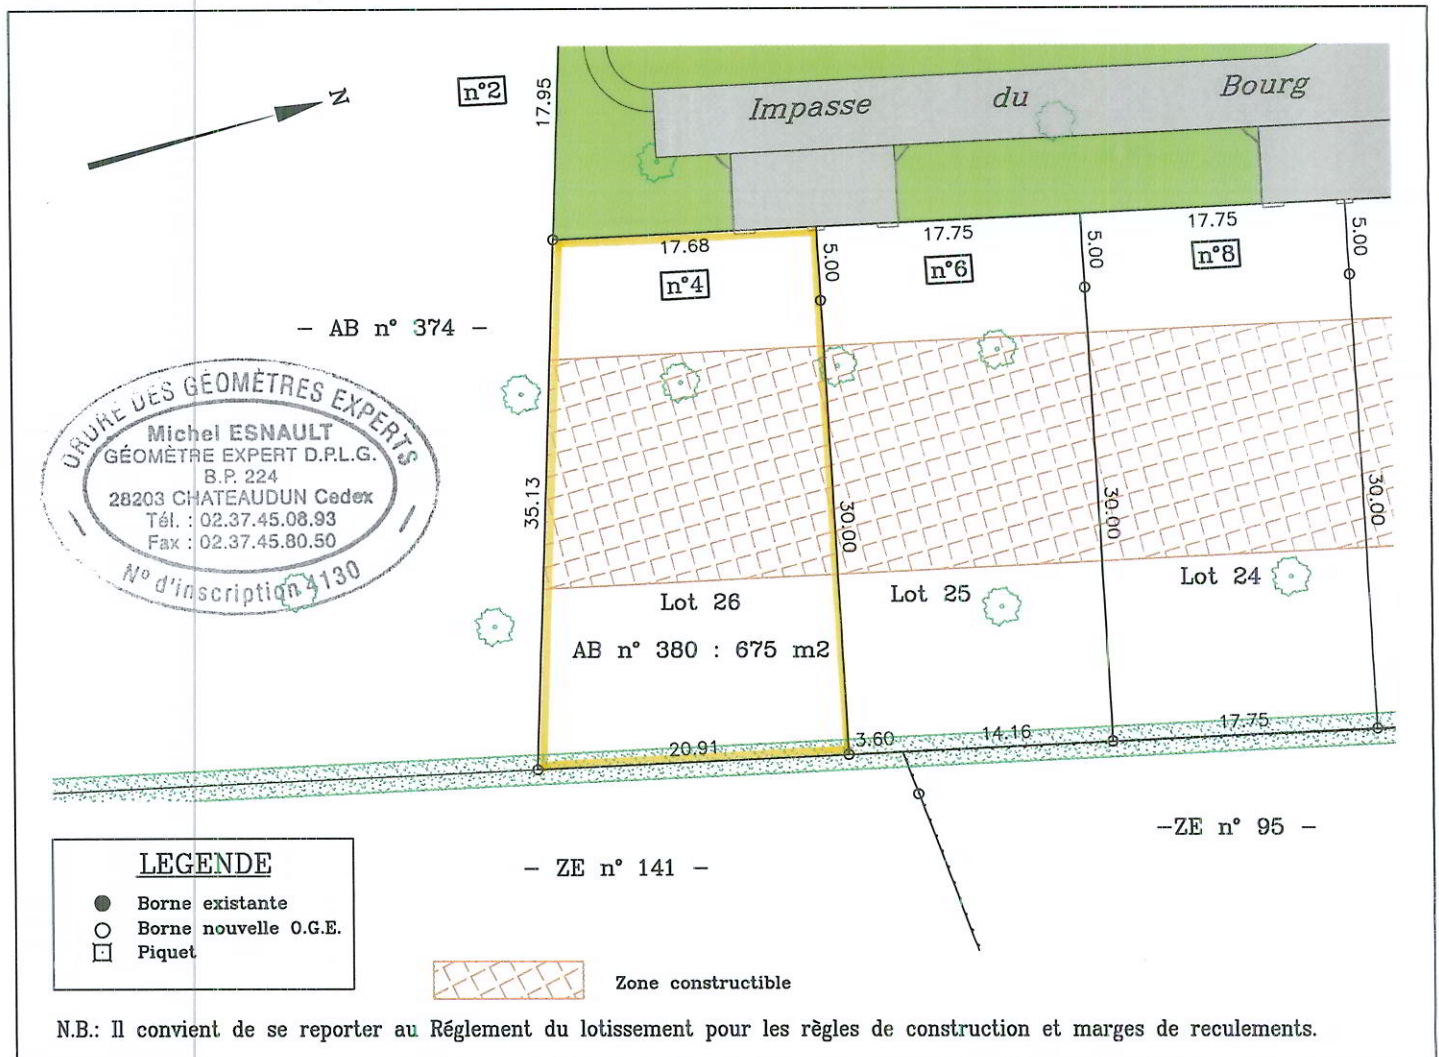 N
n°2
17.95
Impasse du Bourg
17.68
5.00
17.75
5.00
17.75
5.00
n°4
n°6
n°8
- AB n° 374 -
ORDRE DES GÉOMÈTRES EXPERTS
Michel ESNAULT
GÉOMÈTRE EXPERT D.P.L.G.
B.P. 224
28203 CHATEAUDUN Cedex
Tél. : 02.37.45.08.93
Fax : 02.37.45.80.50
N° d'inscription 4130
35.13
30.00
30.00
30.00
Lot 26
Lot 25
Lot 24
AB n° 380 : 675 m2
20.91
3.60
14.16
17.75
-ZE n° 95 -
- ZE n° 141 -
LEGENDE
Borne existante
Borne nouvelle O.G.E.
Piquet
Zone constructible
N.B.: Il convient de se reporter au Réglement du lotissement pour les règles de construction et marges de reculements.